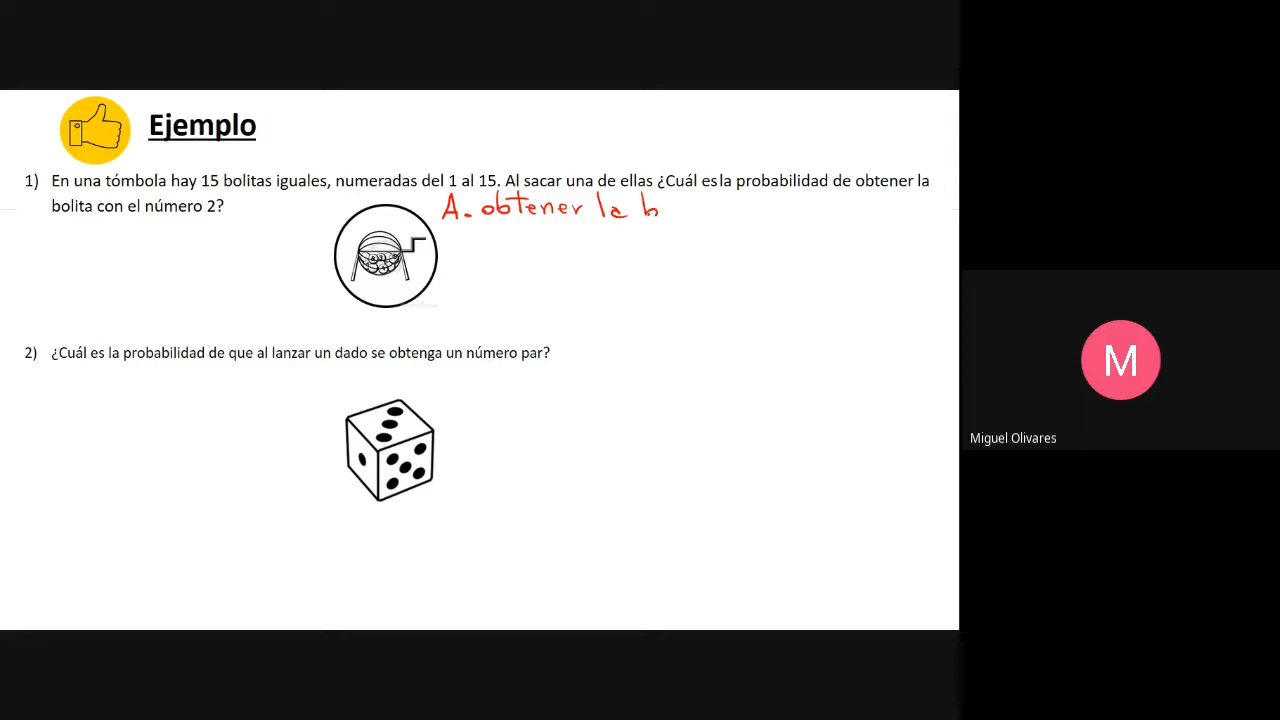 Ejemplo
1) En una tómbola hay 15 bolitas iguales, numeradas del 1 al 15. Al sacar una de ellas ¿Cuál es la probabilidad de obtener la
bolita con el número 2?
A. obtener la b
2) ¿Cuál es la probabilidad de que al lanzar un dado se obtenga un número par?
M
Miguel Olivares